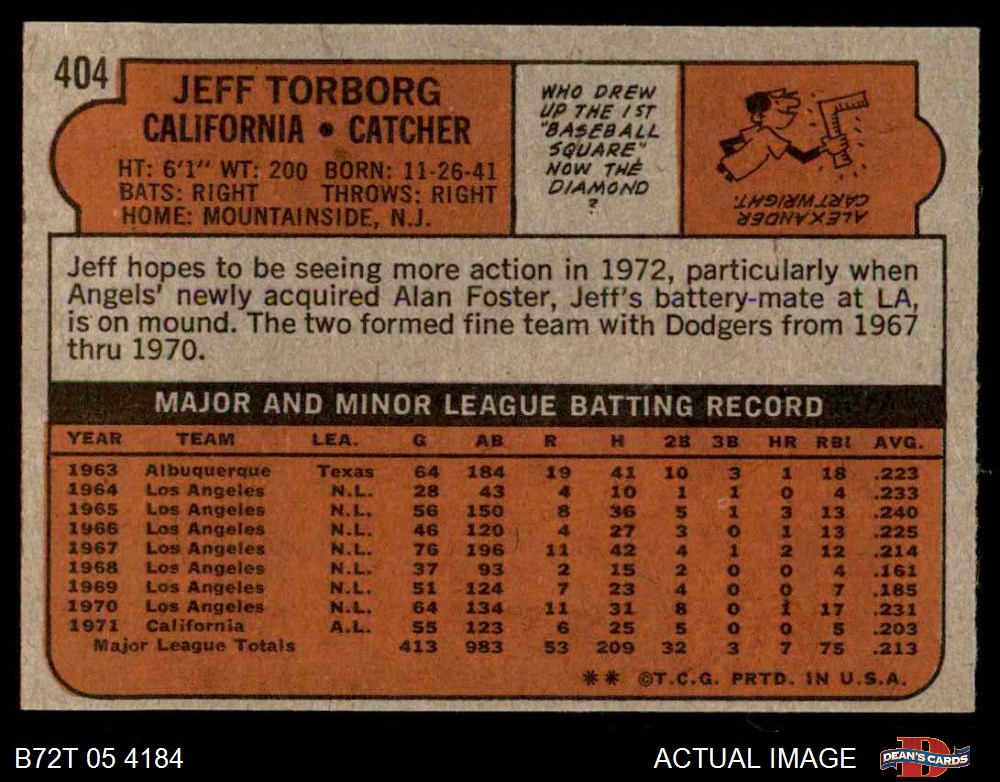 404
JEFF TORBORG
CALIFORNIA • CATCHER
HT: 6'1" WT: 200 BORN: 11-26-41
BATS: RIGHT THROWS: RIGHT
HOME: MOUNTAINSIDE, N.J.
WHO DREW
UP THE 1ST
"BASEBALL
SQUARE"
NOW THE
DIAMOND
?
ALEXANDER
CARTWRIGHT.
Jeff hopes to be seeing more action in 1972, particularly when
Angels' newly acquired Alan Foster, Jeff's battery-mate at LA,
is on mound. The two formed fine team with Dodgers from 1967
thru 1970.
MAJOR AND MINOR LEAGUE BATTING RECORD
YEAR TEAM LEA. G AB R H 2B 3B HR RBI AVG.
1963 Albuquerque Texas 64 184 19 41 10 3 1 18 .223
1964 Los Angeles N.L. 28 43 4 10 1 1 0 4 .233
1965 Los Angeles N.L. 56 150 8 36 5 1 3 13 .240
1966 Los Angeles N.L. 46 120 4 27 3 0 1 13 .225
1967 Los Angeles N.L. 76 196 11 42 4 1 2 12 .214
1968 Los Angeles N.L. 37 93 2 15 2 0 0 4 .161
1969 Los Angeles N.L. 51 124 7 23 4 0 0 7 .185
1970 Los Angeles N.L. 64 134 11 31 8 0 1 17 .231
1971 California A.L. 55 123 6 25 5 0 0 5 .203
Major League Totals 413 983 53 209 32 3 7 75 .213
** ©T.C.G. PRTD. IN U.S.A.
B72T 05 4184
ACTUAL IMAGE
DEAN'S CARDS